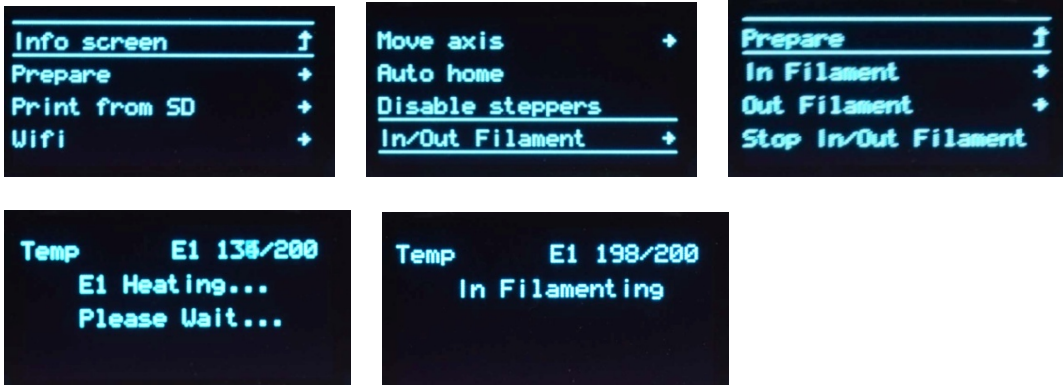 Info screen
Prepare
Print from SD
Wifi
Move axis
Auto home
Disable steppers
In/Out Filament
Prepare
In Filament
Out Filament
Stop In/Out Filament
Temp E1 /200
E1 Heating...
Please Wait...
Temp E1 198/200
In Filamenting